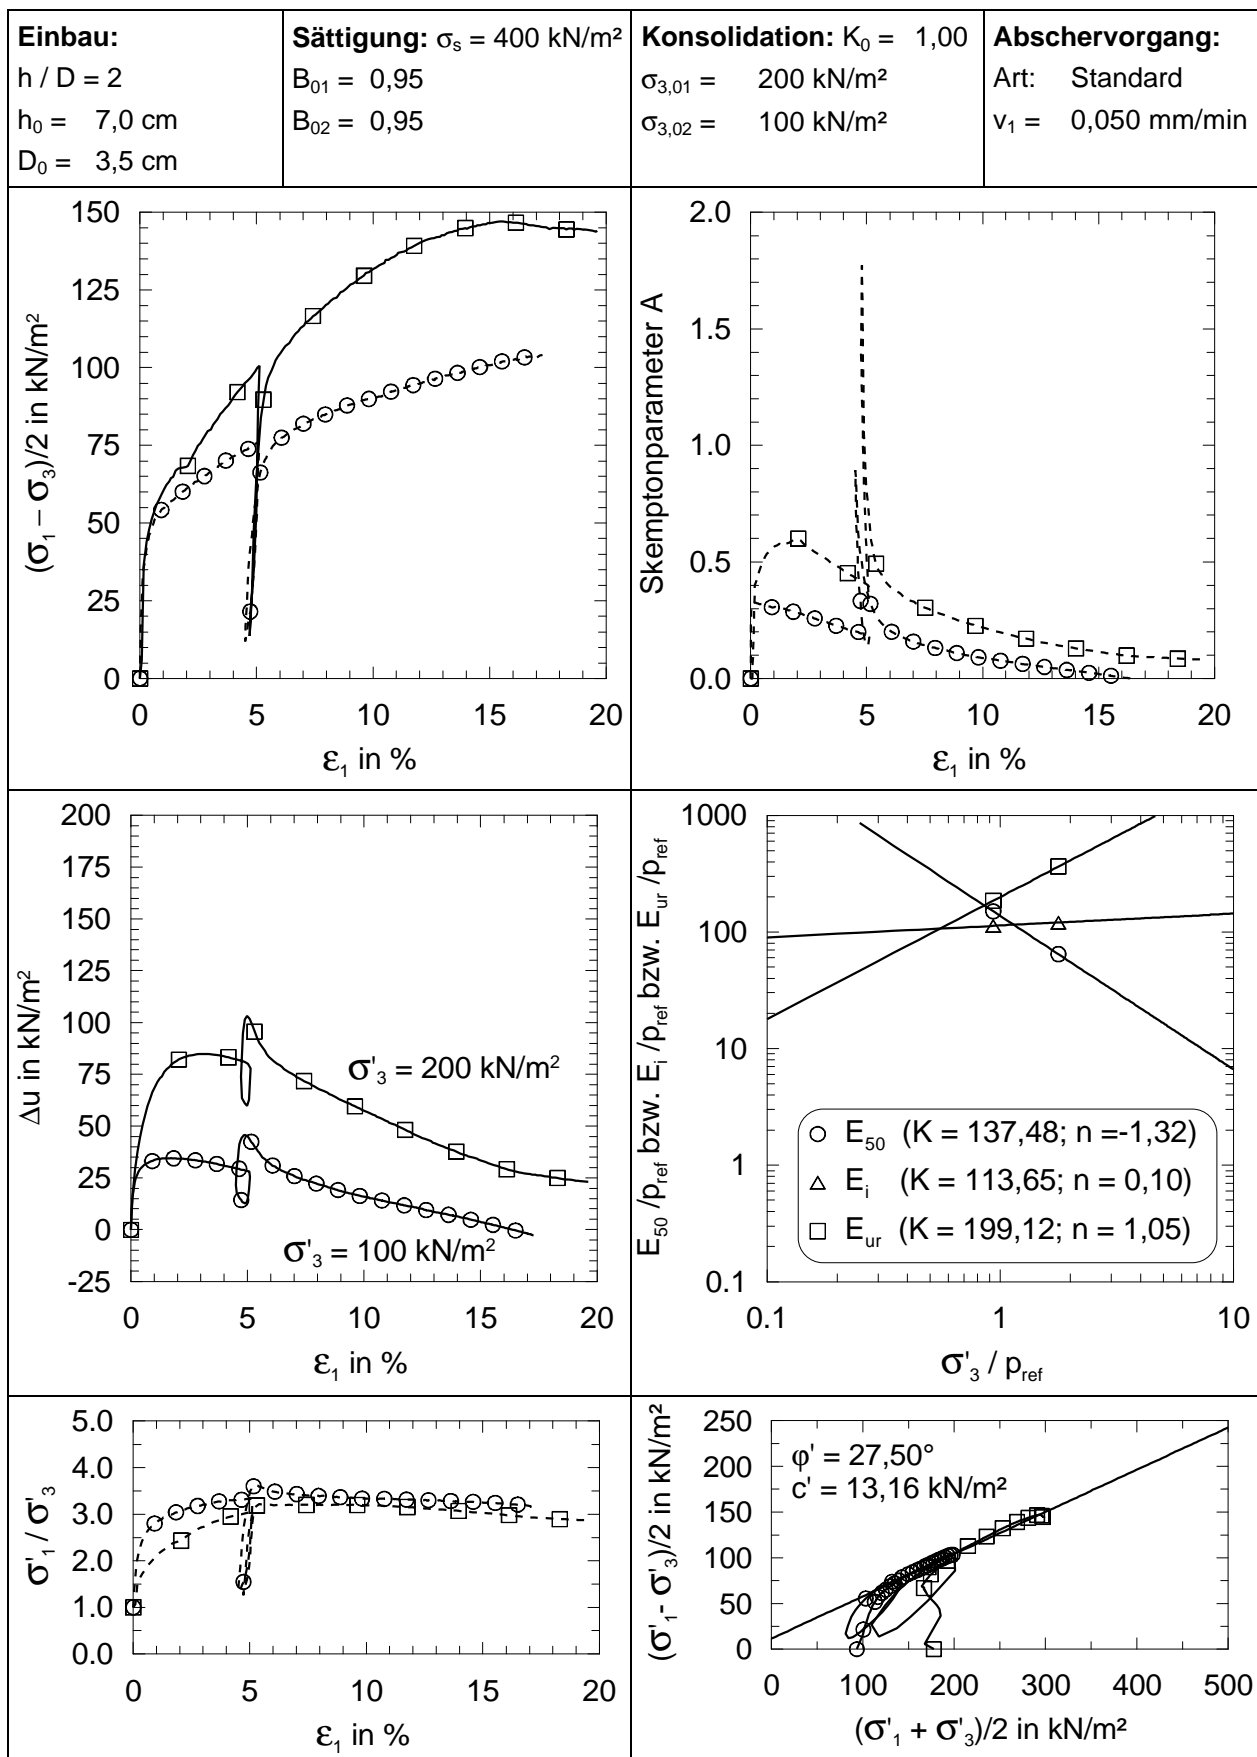 Einbau:
h / D = 2
h₀ = 7,0 cm
D₀ = 3,5 cm
Sättigung: σₛ = 400 kN/m²
B₀₁ = 0,95
B₀₂ = 0,95
Konsolidation: K₀ = 1,00
σ₃,₀₁ = 200 kN/m²
σ₃,₀₂ = 100 kN/m²
Abschervorgang:
Art: Standard
v₁ = 0,050 mm/min
(σ₁ – σ₃)/2 in kN/m²
150
125
100
75
50
25
0
0 5 10 15 20
ε₁ in %
Skemptonparameter A
2.0
1.5
1.0
0.5
0.0
0 5 10 15 20
ε₁ in %
Δu in kN/m²
200
175
150
125
100
75
50
25
0
-25
σ'₃ = 200 kN/m²
σ'₃ = 100 kN/m²
0 5 10 15 20
ε₁ in %
E₅₀ /p_ref bzw. E_i /p_ref bzw. E_ur /p_ref
1000
100
10
1
0.1
E₅₀ (K = 137,48; n =-1,32)
E_i (K = 113,65; n = 0,10)
E_ur (K = 199,12; n = 1,05)
0.1 1 10
σ'₃ / p_ref
σ'₁ / σ'₃
5.0
4.0
3.0
2.0
1.0
0.0
0 5 10 15 20
ε₁ in %
(σ'₁- σ'₃)/2 in kN/m²
250
200
150
100
50
0
φ' = 27,50°
c' = 13,16 kN/m²
0 100 200 300 400 500
(σ'₁ + σ'₃)/2 in kN/m²